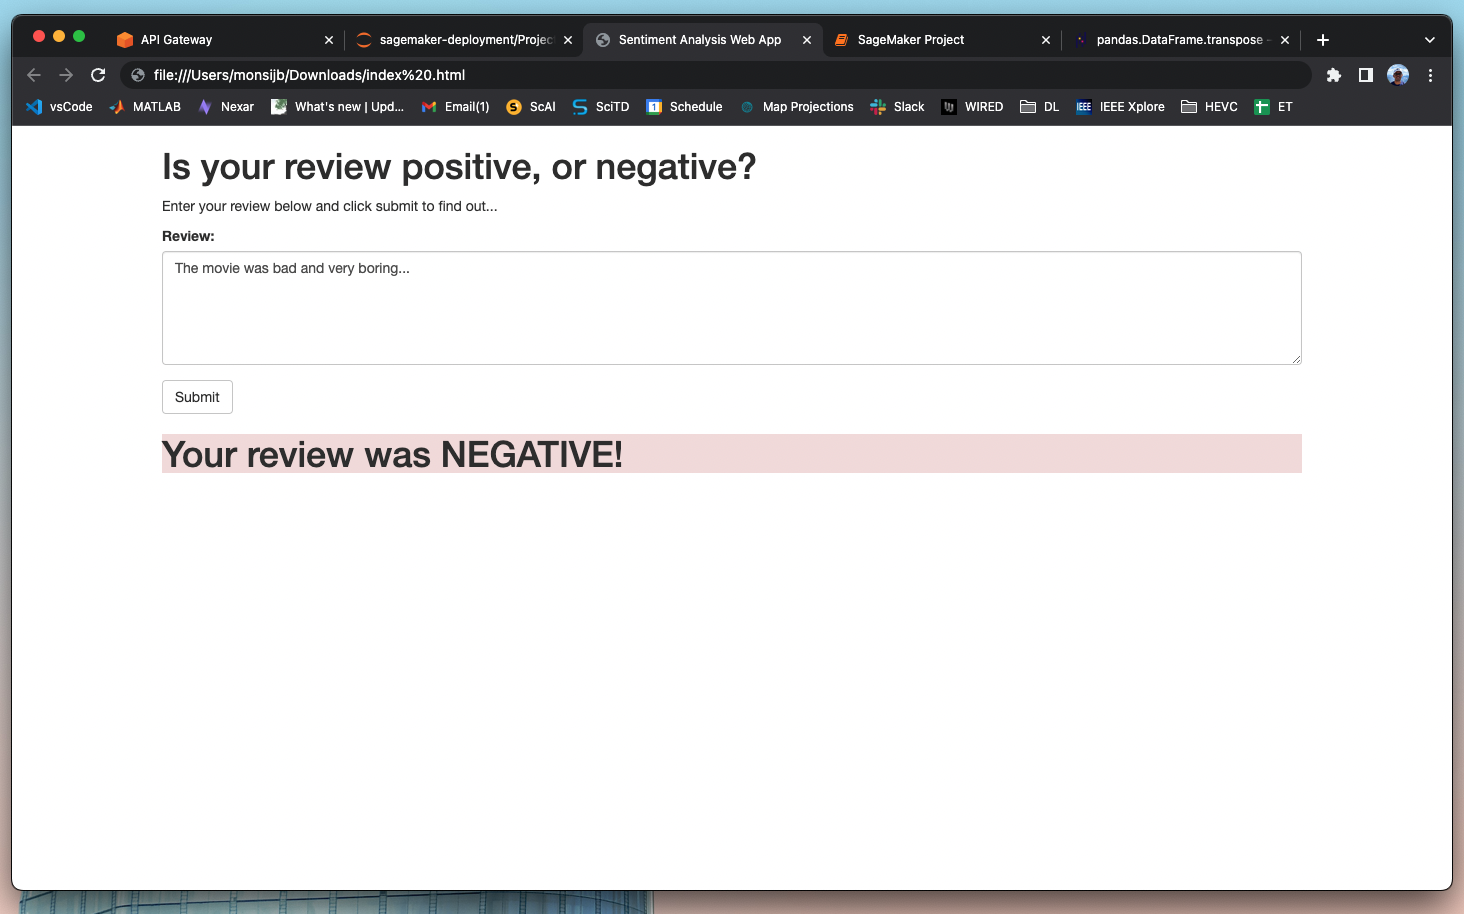 API Gateway
sagemaker-deployment/Projec
Sentiment Analysis Web App
SageMaker Project
pandas.DataFrame.transpose -
file:///Users/monsijb/Downloads/index%20.html
vsCode
MATLAB
Nexar
What's new | Upd...
Email(1)
ScAI
SciTD
Schedule
Map Projections
Slack
WIRED
DL
IEEE Xplore
HEVC
ET
Is your review positive, or negative?
Enter your review below and click submit to find out...
Review:
The movie was bad and very boring...
Submit
Your review was NEGATIVE!